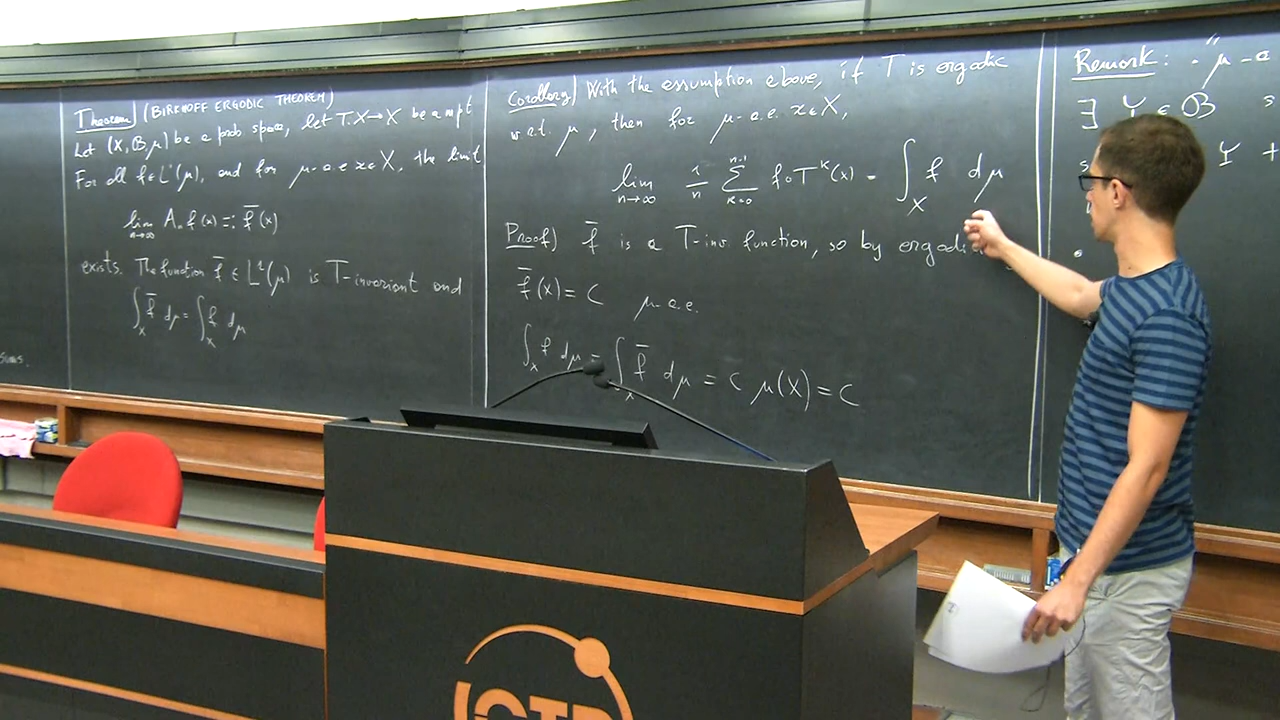 Theorem) (BIRKHOFF ERGODIC THEOREM)
Let (X, B, μ) be a prob space, let T: X→X be a mpt
For all f∈L¹(μ), and for μ-a.e x∈X, the limit
lim n→∞ Aₙ f(x) =: f̅(x)
exists. The function f̅ ∈ L¹(μ) is T-invariant and
∫_X f̅ dμ = ∫_X f dμ
sums.
Corollary) With the assumption above, if T is ergodic
w.r.t. μ, then for μ-a.e. x∈X,
lim n→∞ 1/n ∑_{k=0}^{n-1} f∘T^k(x) = ∫_X f dμ
Proof) f̅ is a T-inv. function, so by
f̅(x) = C μ-a.e.
∫_X f dμ = ∫_X f̅ dμ = C μ(X) = C
Remark: "μ-a
∃ Y ∈ B s
Y +
ICTP